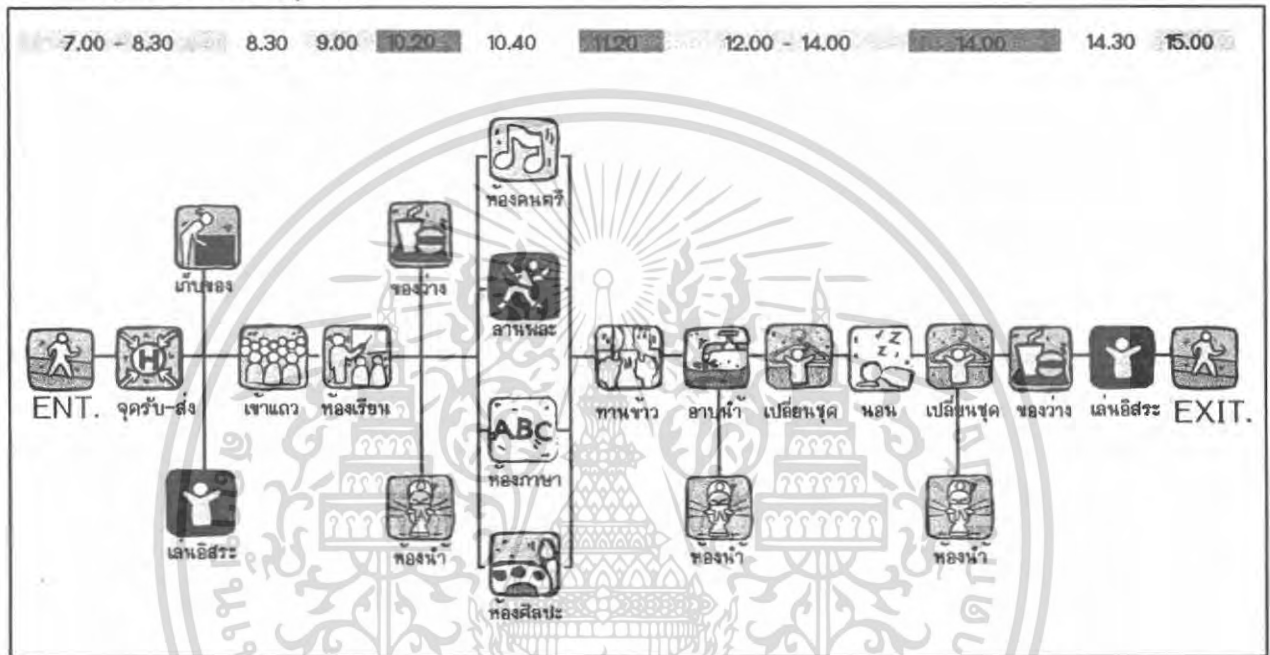 7.00 - 8.30 8.30 9.00 10.20 10.40 11.20 12.00 - 14.00 14.00 14.30 15.00
ห้องดนตรี
เก็บของ ของว่าง ลานพละ
ENT. จุดรับ-ส่ง เข้าแถว ห้องเรียน ทานข้าว อาบน้ำ เปลี่ยนชุด นอน เปลี่ยนชุด ของว่าง เล่นอิสระ EXIT.
ABC
ห้องภาษา
เล่นอิสระ ห้องน้ำ ห้องน้ำ ห้องน้ำ
ห้องศิลปะ